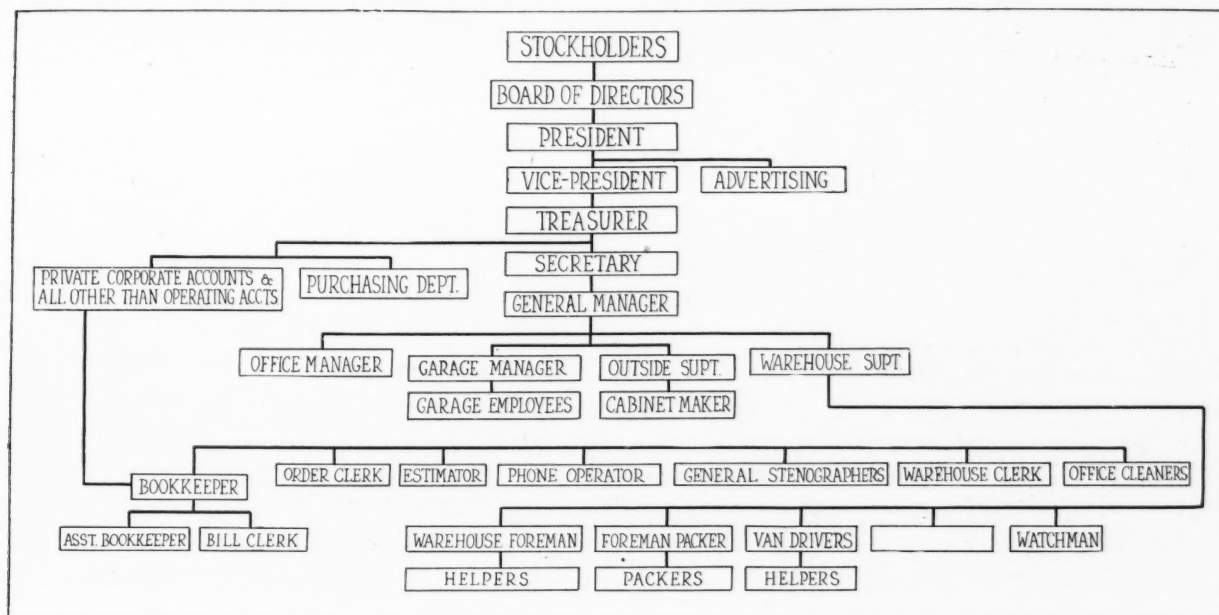 STOCKHOLDERS
BOARD OF DIRECTORS
PRESIDENT
VICE-PRESIDENT
ADVERTISING
TREASURER
PRIVATE CORPORATE ACCOUNTS &
ALL OTHER THAN OPERATING ACCTS
PURCHASING DEPT.
SECRETARY
GENERAL MANAGER
OFFICE MANAGER
GARAGE MANAGER
OUTSIDE SUPT.
WAREHOUSE SUPT.
GARAGE EMPLOYEES
CABINET MAKER
BOOKKEEPER
ORDER CLERK
ESTIMATOR
PHONE OPERATOR
GENERAL STENOGRAPHERS
WAREHOUSE CLERK
OFFICE CLEANERS
ASST. BOOKKEEPER
BILL CLERK
WAREHOUSE FOREMAN
FOREMAN PACKER
VAN DRIVERS
WATCHMAN
HELPERS
PACKERS
HELPERS